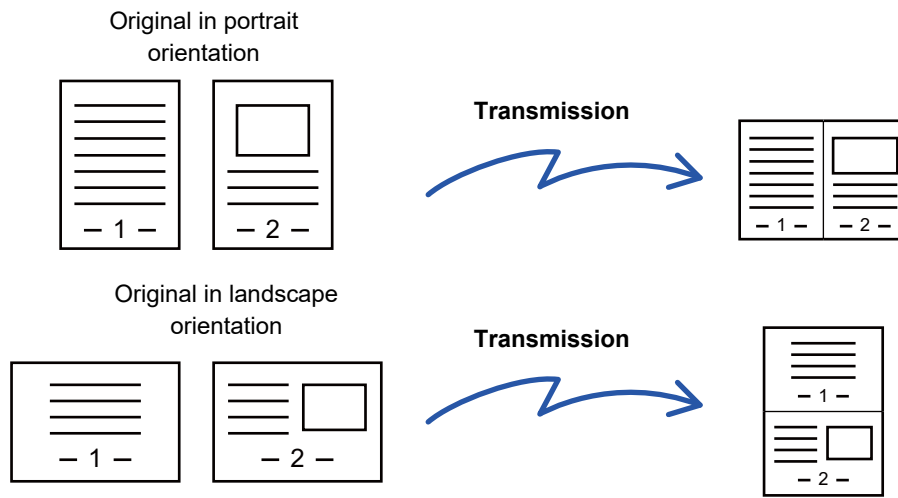 Original in portrait
orientation
Transmission
– 1 –
– 2 –
– 1 –
– 2 –
Original in landscape
orientation
Transmission
– 1 –
– 1 –
– 2 –
– 2 –